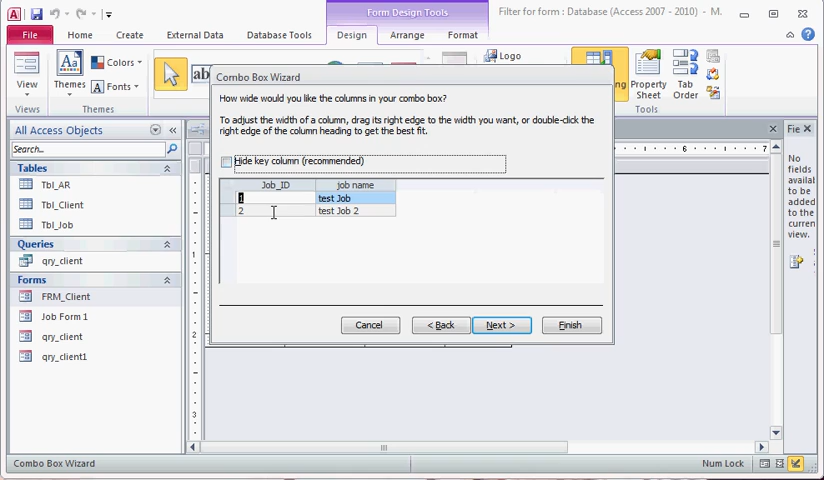 Form Design Tools
Filter for form : Database (Access 2007 - 2010) - M.
File
Home
Create
External Data
Database Tools
Design
Arrange
Format
View
Themes
Colors
Fonts
Views
Themes
ab
Logo
Property
Sheet
Tab
Order
Tools
Combo Box Wizard
How wide would you like the columns in your combo box?
To adjust the width of a column, drag its right edge to the width you want, or double-click the
right edge of the column heading to get the best fit.
Hide key column (recommended)
Job_ID job name
1 test Job
2 test Job 2
Cancel
< Back
Next >
Finish
All Access Objects
Search...
Tables
Tbl_AR
Tbl_Client
Tbl_Job
Queries
qry_client
Forms
FRM_Client
Job Form 1
qry_client
qry_client1
Fie
No
fields
availal
to be
added
to the
curren
view.
6
7
1
2
3
Combo Box Wizard
Num Lock